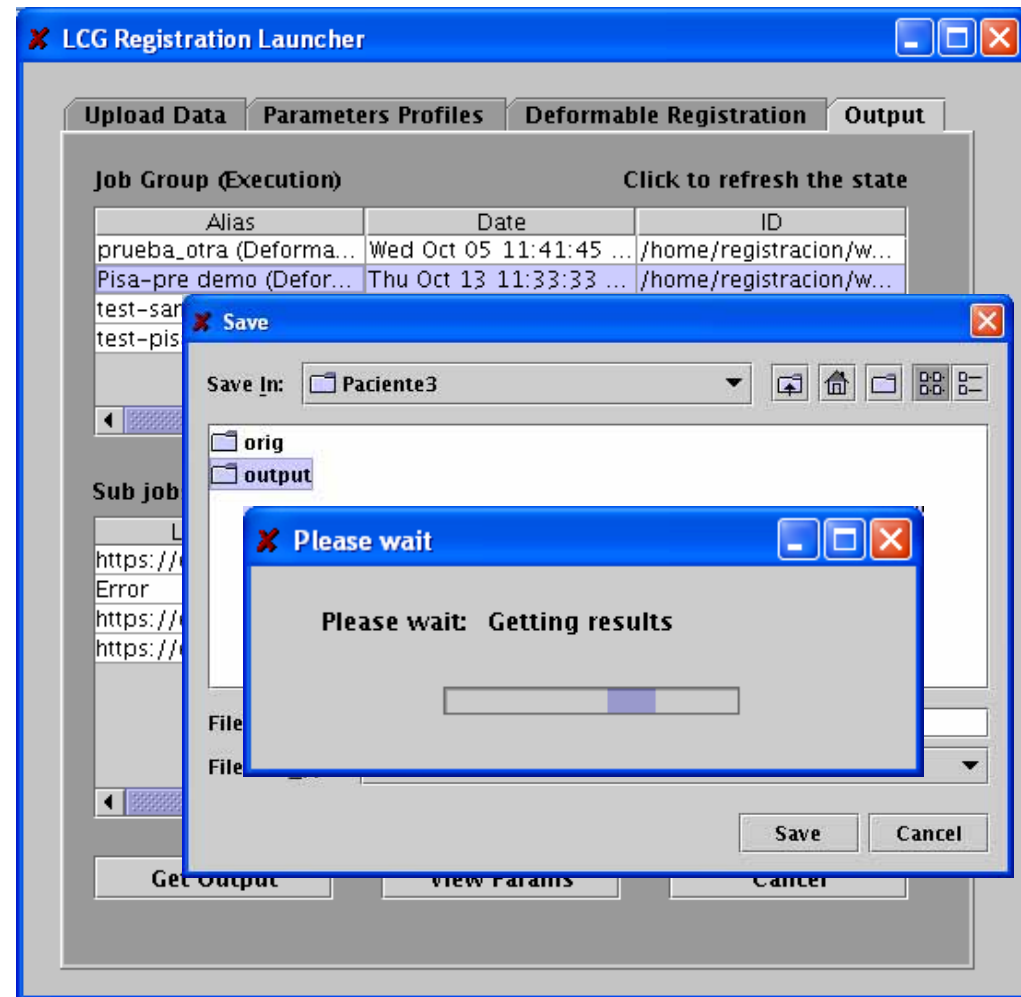 LCG Registration Launcher
Upload Data Parameters Profiles Deformable Registration Output
Job Group (Execution) Click to refresh the state
Alias Date ID
prueba_otra (Deforma... Wed Oct 05 11:41:45 ... /home/registracion/w...
Pisa-pre demo (Defor... Thu Oct 13 11:33:33 ... /home/registracion/w...
test-sar
test-pis
Save
Save In: Paciente3
orig
output
Sub job
Please wait
https://
Error
https://
https://
Please wait: Getting results
File
File
Save Cancel
Get Output View Params Cancel